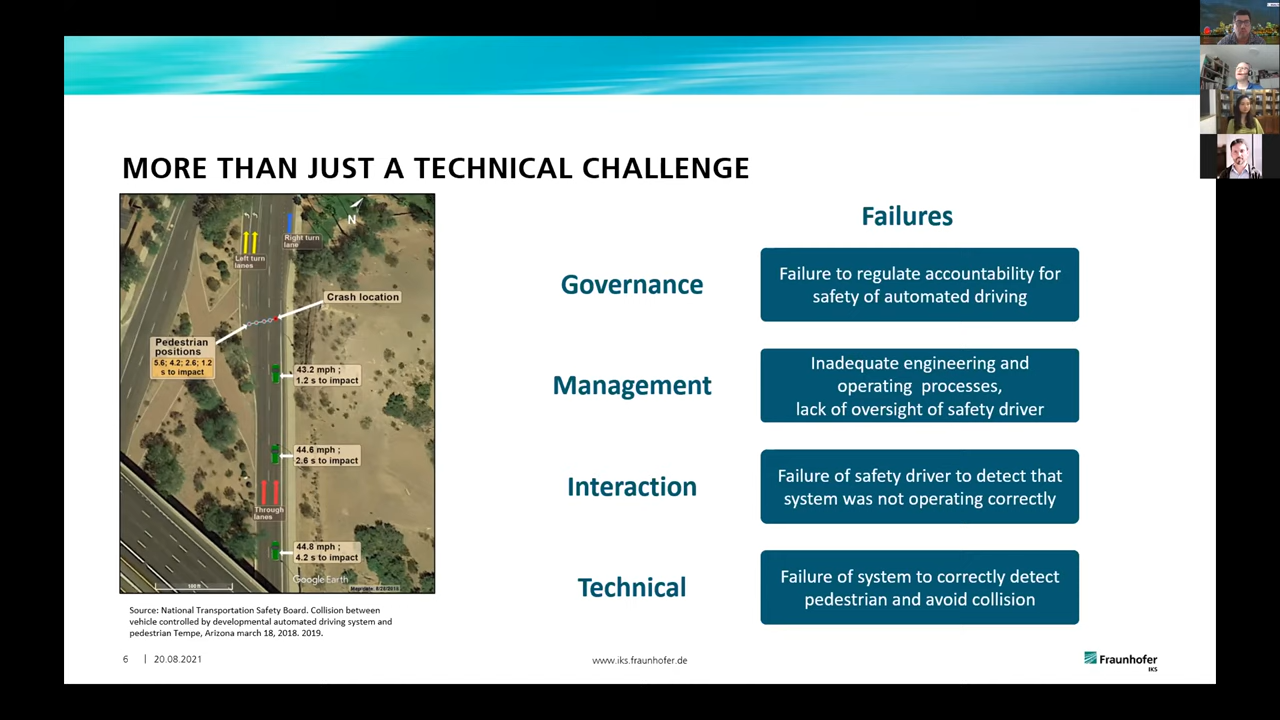 MORE THAN JUST A TECHNICAL CHALLENGE
N
Left turn
lanes
Right turn
lane
Crash location
Pedestrian
positions
5.6; 4.2; 2.6; 1.2
s to impact
43.2 mph ;
1.2 s to impact
44.6 mph ;
2.6 s to impact
Through
lanes
44.8 mph ;
4.2 s to impact
Google Earth
100 ft
Source: National Transportation Safety Board. Collision between
vehicle controlled by developmental automated driving system and
pedestrian Tempe, Arizona march 18, 2018. 2019.
Failures
Governance
Failure to regulate accountability for
safety of automated driving
Management
Inadequate engineering and
operating processes,
lack of oversight of safety driver
Interaction
Failure of safety driver to detect that
system was not operating correctly
Technical
Failure of system to correctly detect
pedestrian and avoid collision
6 | 20.08.2021
www.iks.fraunhofer.de
Fraunhofer
IKS